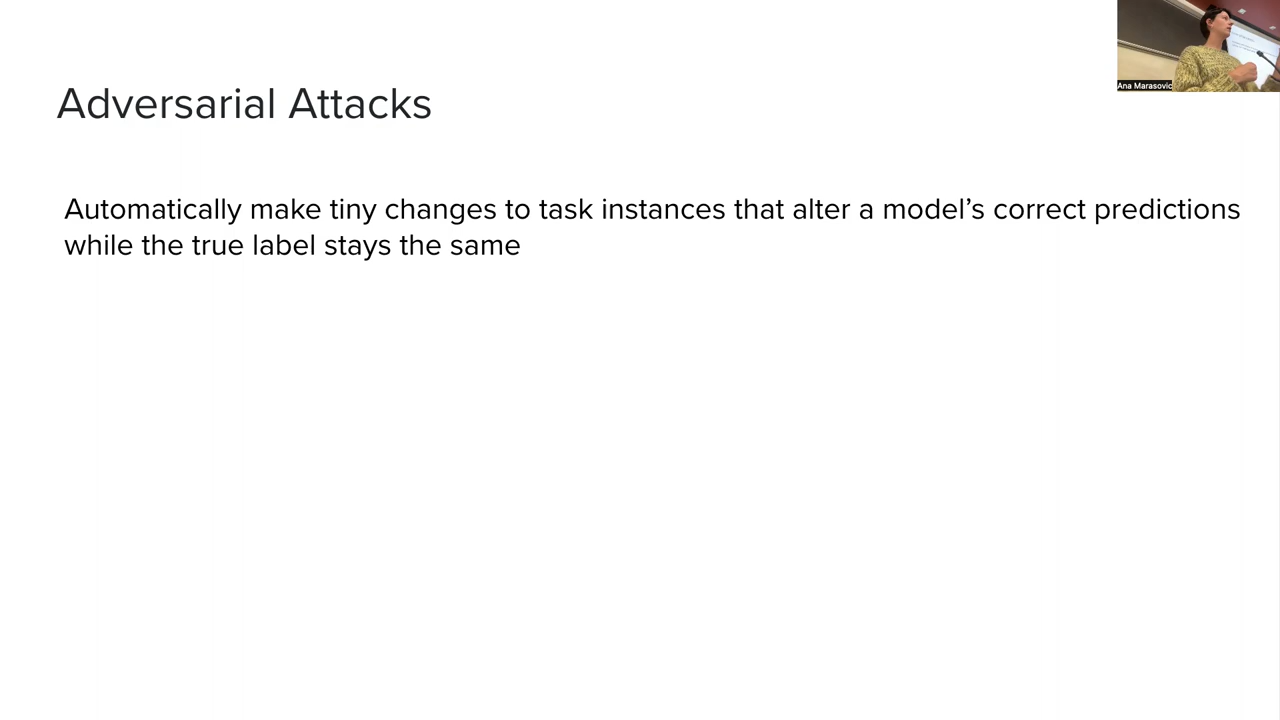 Adversarial Attacks
Automatically make tiny changes to task instances that alter a model’s correct predictions
while the true label stays the same
Ana Marasovic